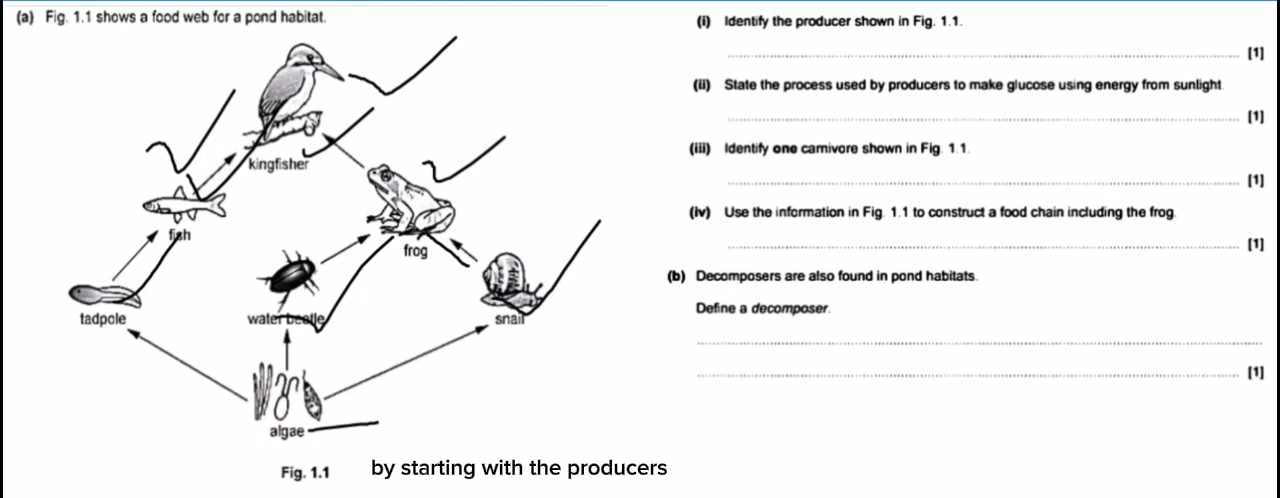 (a) Fig. 1.1 shows a food web for a pond habitat.
kingfisher
fish
frog
tadpole
water beetle
snail
algae
Fig. 1.1
by starting with the producers
(i) Identify the producer shown in Fig. 1.1.
[1]
(ii) State the process used by producers to make glucose using energy from sunlight.
[1]
(iii) Identify one carnivore shown in Fig. 1.1.
[1]
(iv) Use the information in Fig. 1.1 to construct a food chain including the frog.
[1]
(b) Decomposers are also found in pond habitats.
Define a decomposer.
[1]